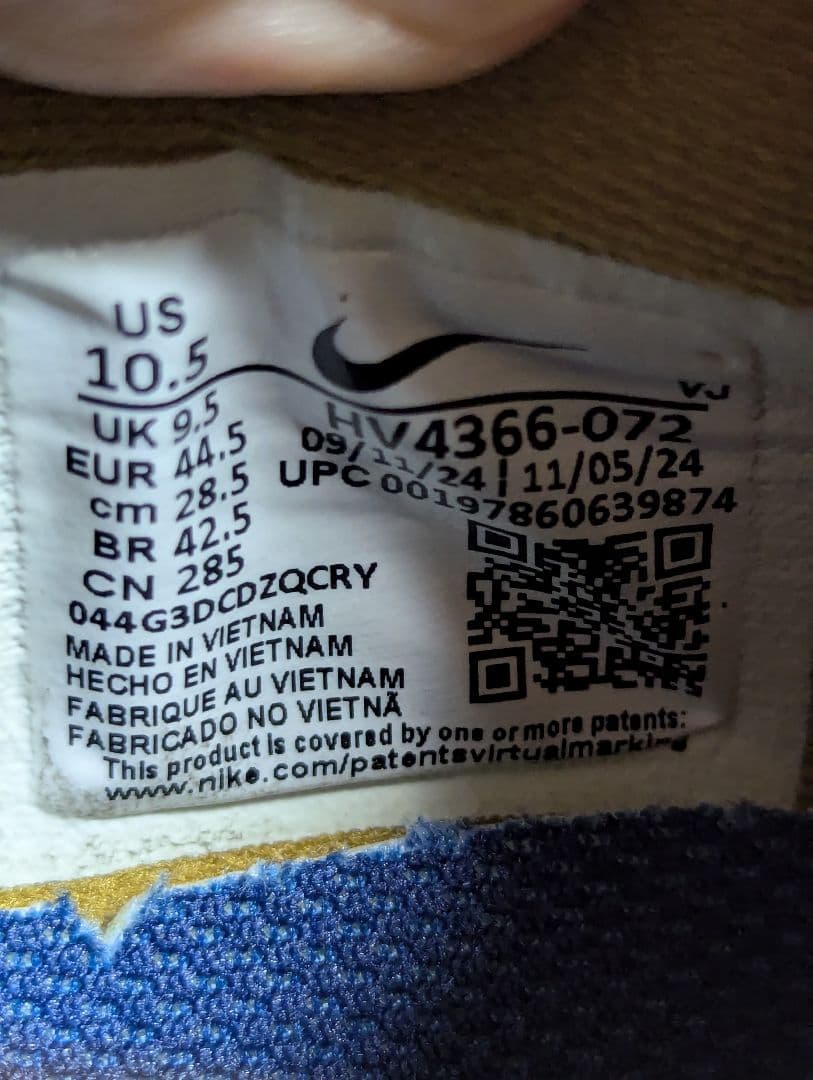 US
10.5
UK 9.5
EUR 44.5
cm 28.5
BR 42.5
CN 285
VJ
HV4366-072
09/11/24 | 11/05/24
UPC 00197860639874
044G3DCDZQCRY
MADE IN VIETNAM
HECHO EN VIETNAM
FABRIQUE AU VIETNAM
FABRICADO NO VIETNÃ
This product is covered by one or more patents:
www.nike.com/patentsvirtualmarking